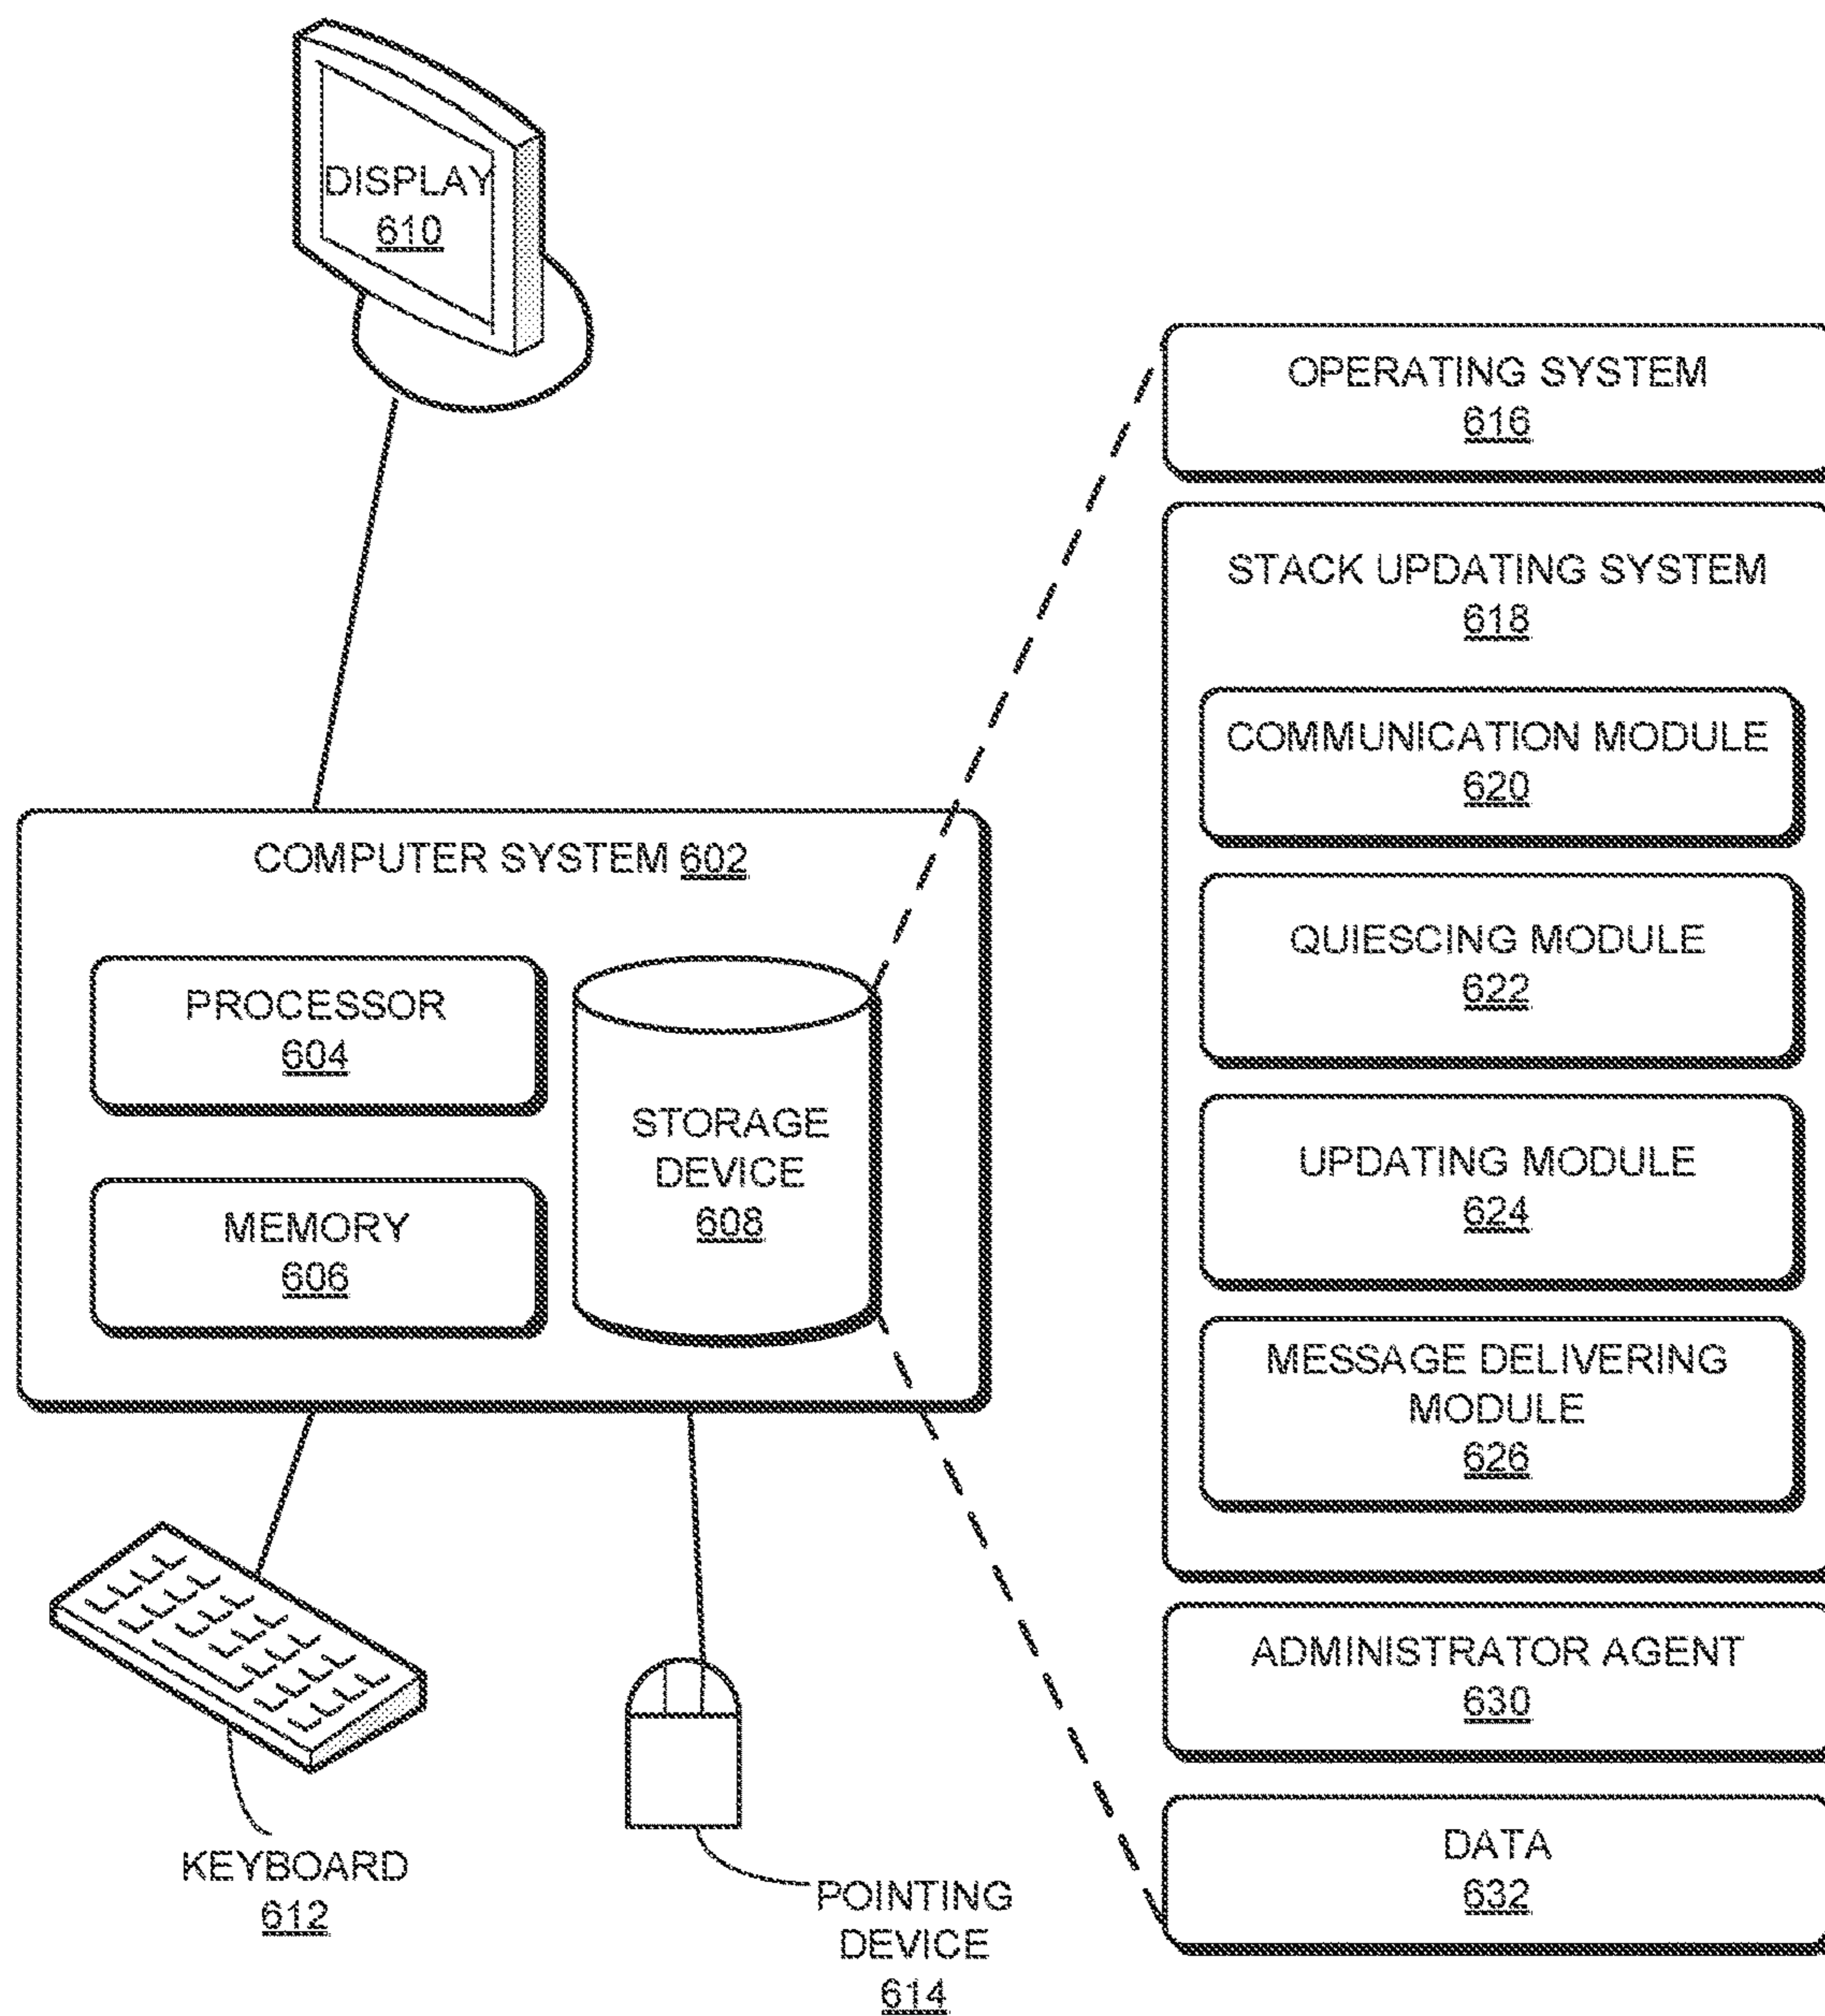 DISPLAY
610
OPERATING SYSTEM
616
STACK UPDATING SYSTEM
618
COMMUNICATION MODULE
620
QUIESCING MODULE
622
UPDATING MODULE
624
MESSAGE DELIVERING
MODULE
626
ADMINISTRATOR AGENT
630
DATA
632
COMPUTER SYSTEM 602
PROCESSOR
604
MEMORY
606
STORAGE
DEVICE
608
KEYBOARD
612
POINTING
DEVICE
614